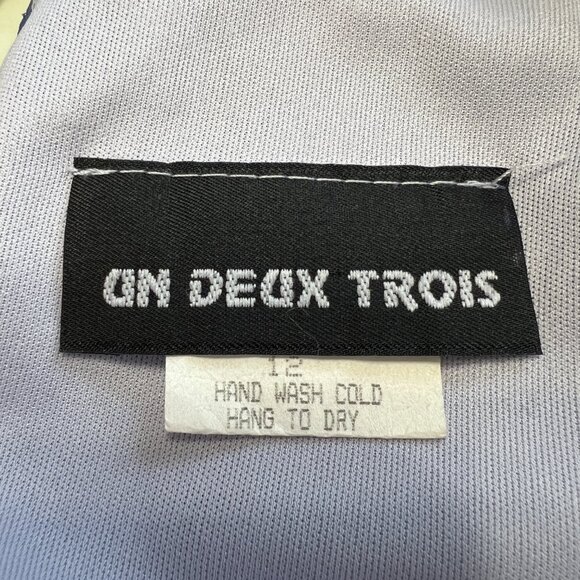 UN DEUX TROIS
12
HAND WASH COLD
HANG TO DRY